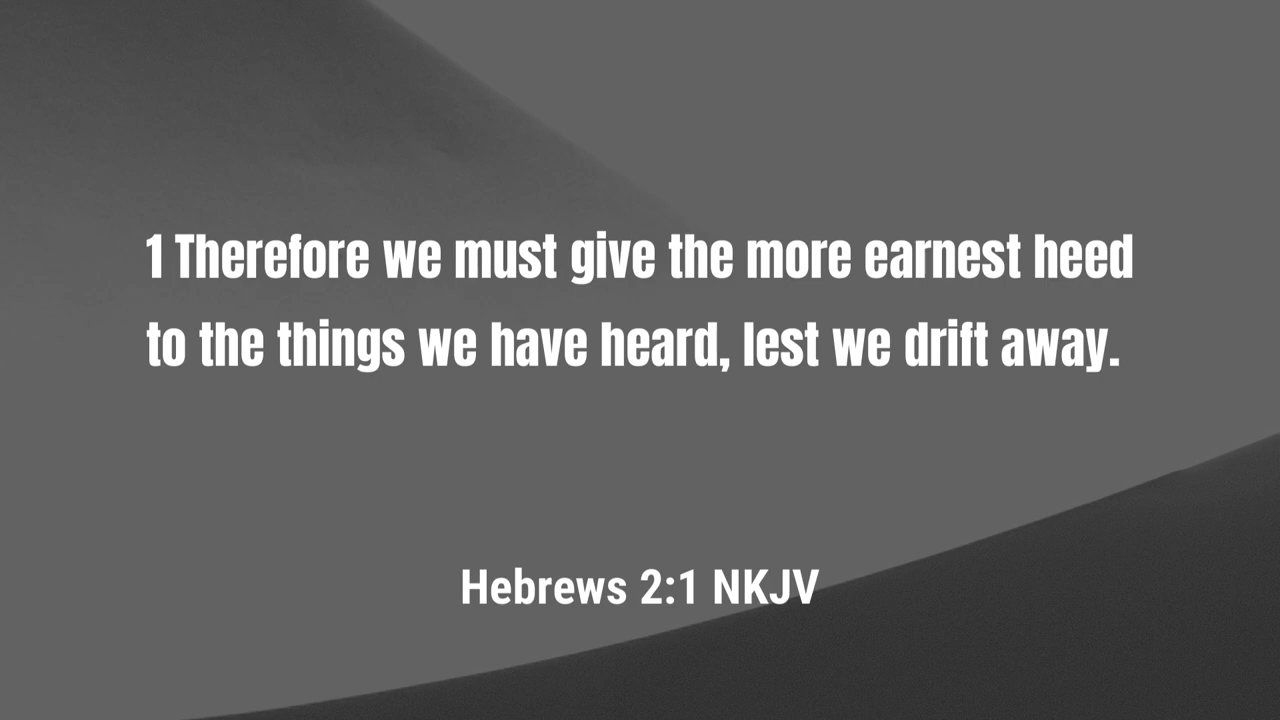 1 Therefore we must give the more earnest heed
to the things we have heard, lest we drift away.
Hebrews 2:1 NKJV